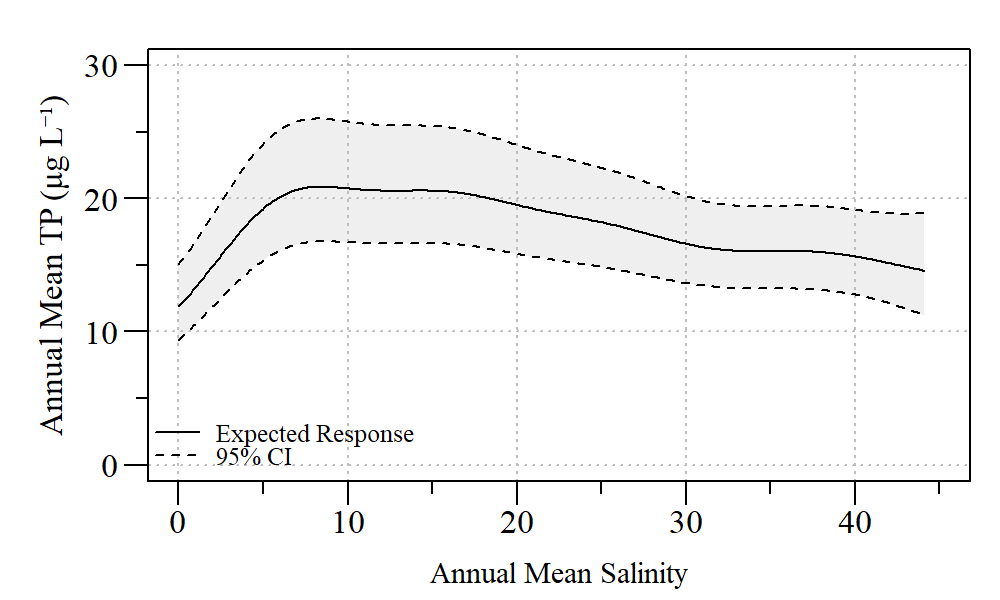 Annual Mean TP (µg L⁻¹)
30
20
10
0
Expected Response
95% CI
0 10 20 30 40
Annual Mean Salinity